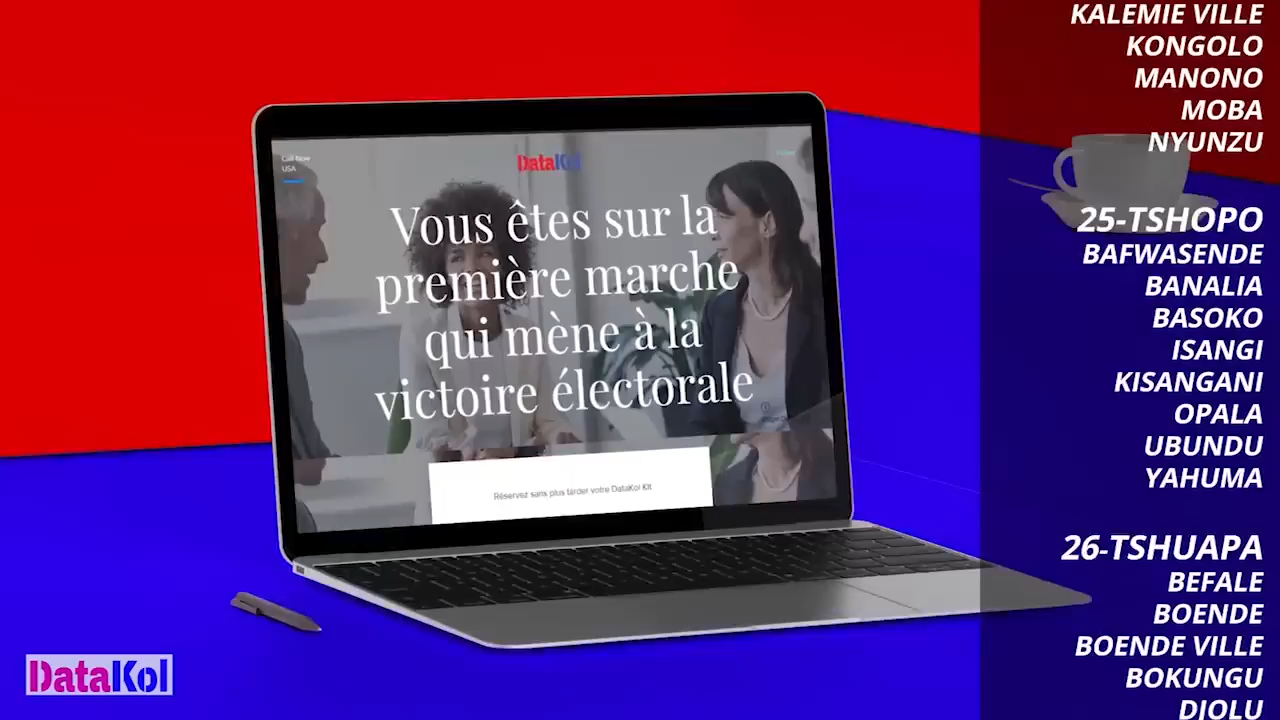 Call Now
USA
DataKol
Vous êtes sur la
première marche
qui mène à la
victoire électorale
Réservez sans plus tarder votre DataKol Kit
DataKol
KALEMIE VILLE
KONGOLO
MANONO
MOBA
NYUNZU
25-TSHOPO
BAFWASENDE
BANALIA
BASOKO
ISANGI
KISANGANI
OPALA
UBUNDU
YAHUMA
26-TSHUAPA
BEFALE
BOENDE
BOENDE VILLE
BOKUNGU
DJOLU